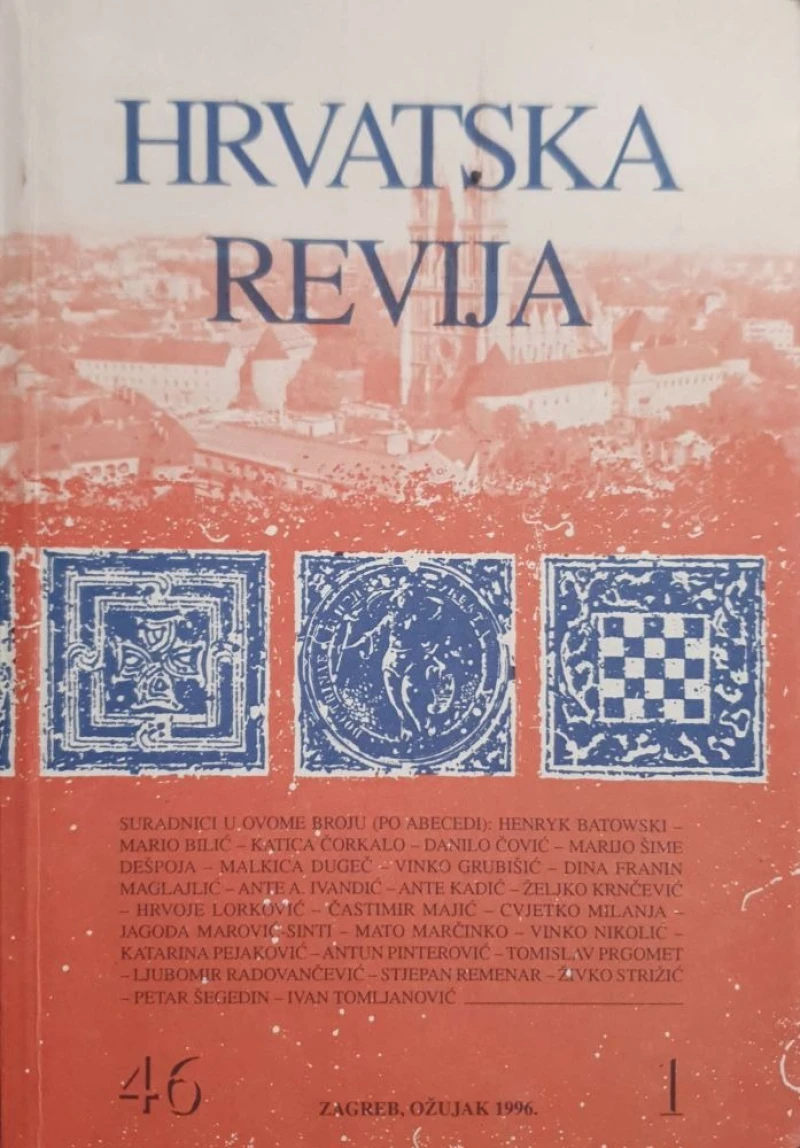 HRVATSKA
REVIJA
SURADNICI U OVOME BROJU (PO ABECEDI): HENRYK BATOWSKI –
MARIO BILIĆ – KATICA ČORKALO – DANILO ČOVIĆ – MARIJO ŠIME
DEŠPOJA – MALKICA DUGEČ – VINKO GRUBIŠIĆ – DINA FRANIN
MAGLAJLIĆ – ANTE A. IVANDIĆ – ANTE KADIĆ – ŽELJKO KRNČEVIĆ
– HRVOJE LORKOVIĆ – ČASTIMIR MAJIĆ – CVJETKO MILANJA –
JAGODA MAROVIĆ-SINTI – MATO MARČINKO – VINKO NIKOLIĆ –
KATARINA PEJAKOVIĆ – ANTUN PINTEROVIĆ – TOMISLAV PRGOMET
– LJUBOMIR RADOVANČEVIĆ – STJEPAN REMENAR – ŽIVKO STRIŽIĆ
– PETAR ŠEGEDIN – IVAN TOMLJANOVIĆ
46 ZAGREB, OŽUJAK 1996. 1